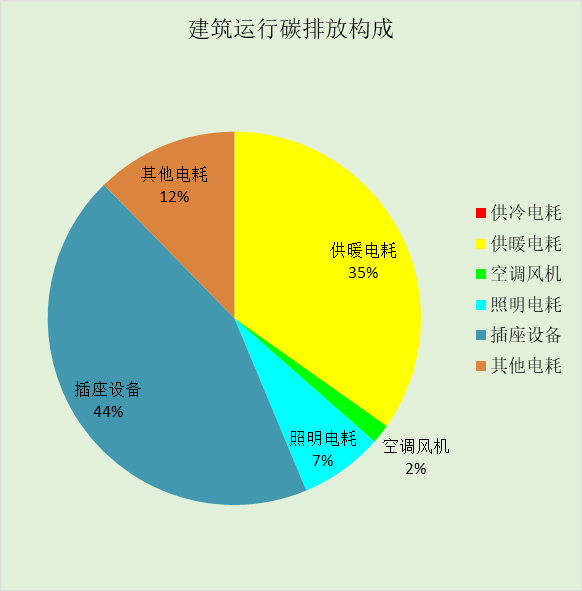 建筑运行碳排放构成
其他电耗
12%
供暖电耗
35%
插座设备
44%
照明电耗
7%
空调风机
2%
供冷电耗
供暖电耗
空调风机
照明电耗
插座设备
其他电耗